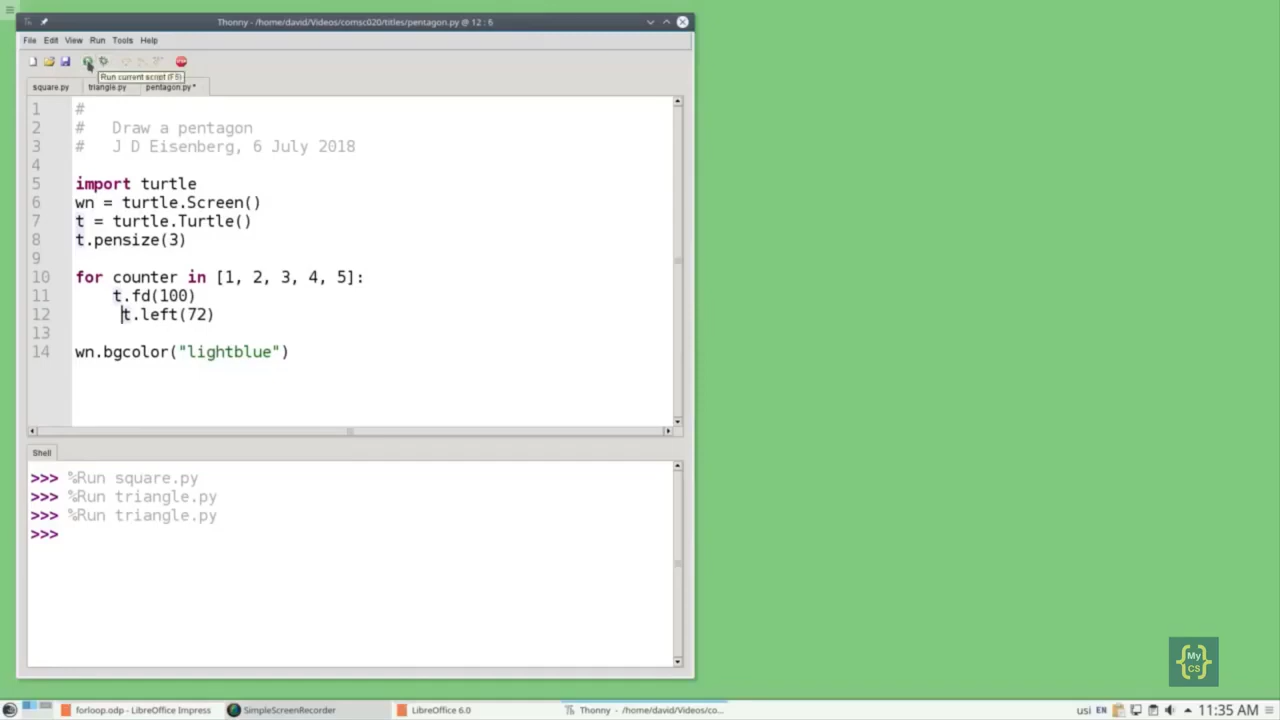 Thonny - /home/david/Videos/comsc020/titles/pentagon.py @ 12 : 6
File Edit View Run Tools Help
Run current script (F5)
square.py triangle.py pentagon.py *
1 #
2 #   Draw a pentagon
3 #   J D Eisenberg, 6 July 2018
4
5 import turtle
6 wn = turtle.Screen()
7 t = turtle.Turtle()
8 t.pensize(3)
9
10 for counter in [1, 2, 3, 4, 5]:
11     t.fd(100)
12      t.left(72)
13
14 wn.bgcolor("lightblue")
Shell
>>> %Run square.py
>>> %Run triangle.py
>>> %Run triangle.py
>>>
{My CS}
forloop.odp - LibreOffice Impress SimpleScreenRecorder LibreOffice 6.0 Thonny - /home/david/Videos/co... usi EN 11:35 AM